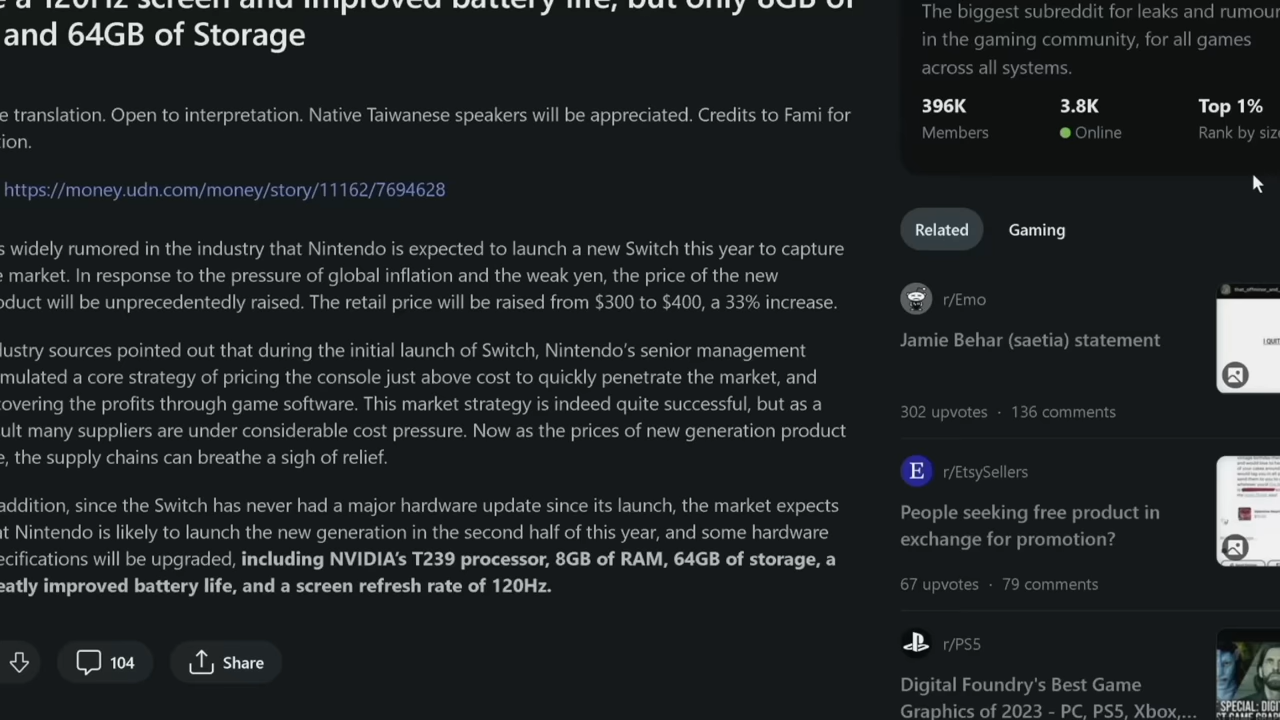 e a 120Hz screen and improved battery life, but only 8GB of
and 64GB of Storage
e translation. Open to interpretation. Native Taiwanese speakers will be appreciated. Credits to Fami for
tion.
https://money.udn.com/money/story/11162/7694628
s widely rumored in the industry that Nintendo is expected to launch a new Switch this year to capture
e market. In response to the pressure of global inflation and the weak yen, the price of the new
oduct will be unprecedentedly raised. The retail price will be raised from $300 to $400, a 33% increase.
dustry sources pointed out that during the initial launch of Switch, Nintendo's senior management
mulated a core strategy of pricing the console just above cost to quickly penetrate the market, and
covering the profits through game software. This market strategy is indeed quite successful, but as a
ult many suppliers are under considerable cost pressure. Now as the prices of new generation product
e, the supply chains can breathe a sigh of relief.
addition, since the Switch has never had a major hardware update since its launch, the market expects
at Nintendo is likely to launch the new generation in the second half of this year, and some hardware
ecifications will be upgraded, including NVIDIA's T239 processor, 8GB of RAM, 64GB of storage, a
eatly improved battery life, and a screen refresh rate of 120Hz.
104
Share
The biggest subreddit for leaks and rumour
in the gaming community, for all games
across all systems.
396K 3.8K Top 1%
Members Online Rank by size
Related Gaming
r/Emo
Jamie Behar (saetia) statement
I QUIT
302 upvotes · 136 comments
E r/EtsySellers
People seeking free product in
exchange for promotion?
67 upvotes · 79 comments
r/PS5
Digital Foundry's Best Game
Graphics of 2023 - PC, PS5, Xbox,...
SPECIAL: DIGI